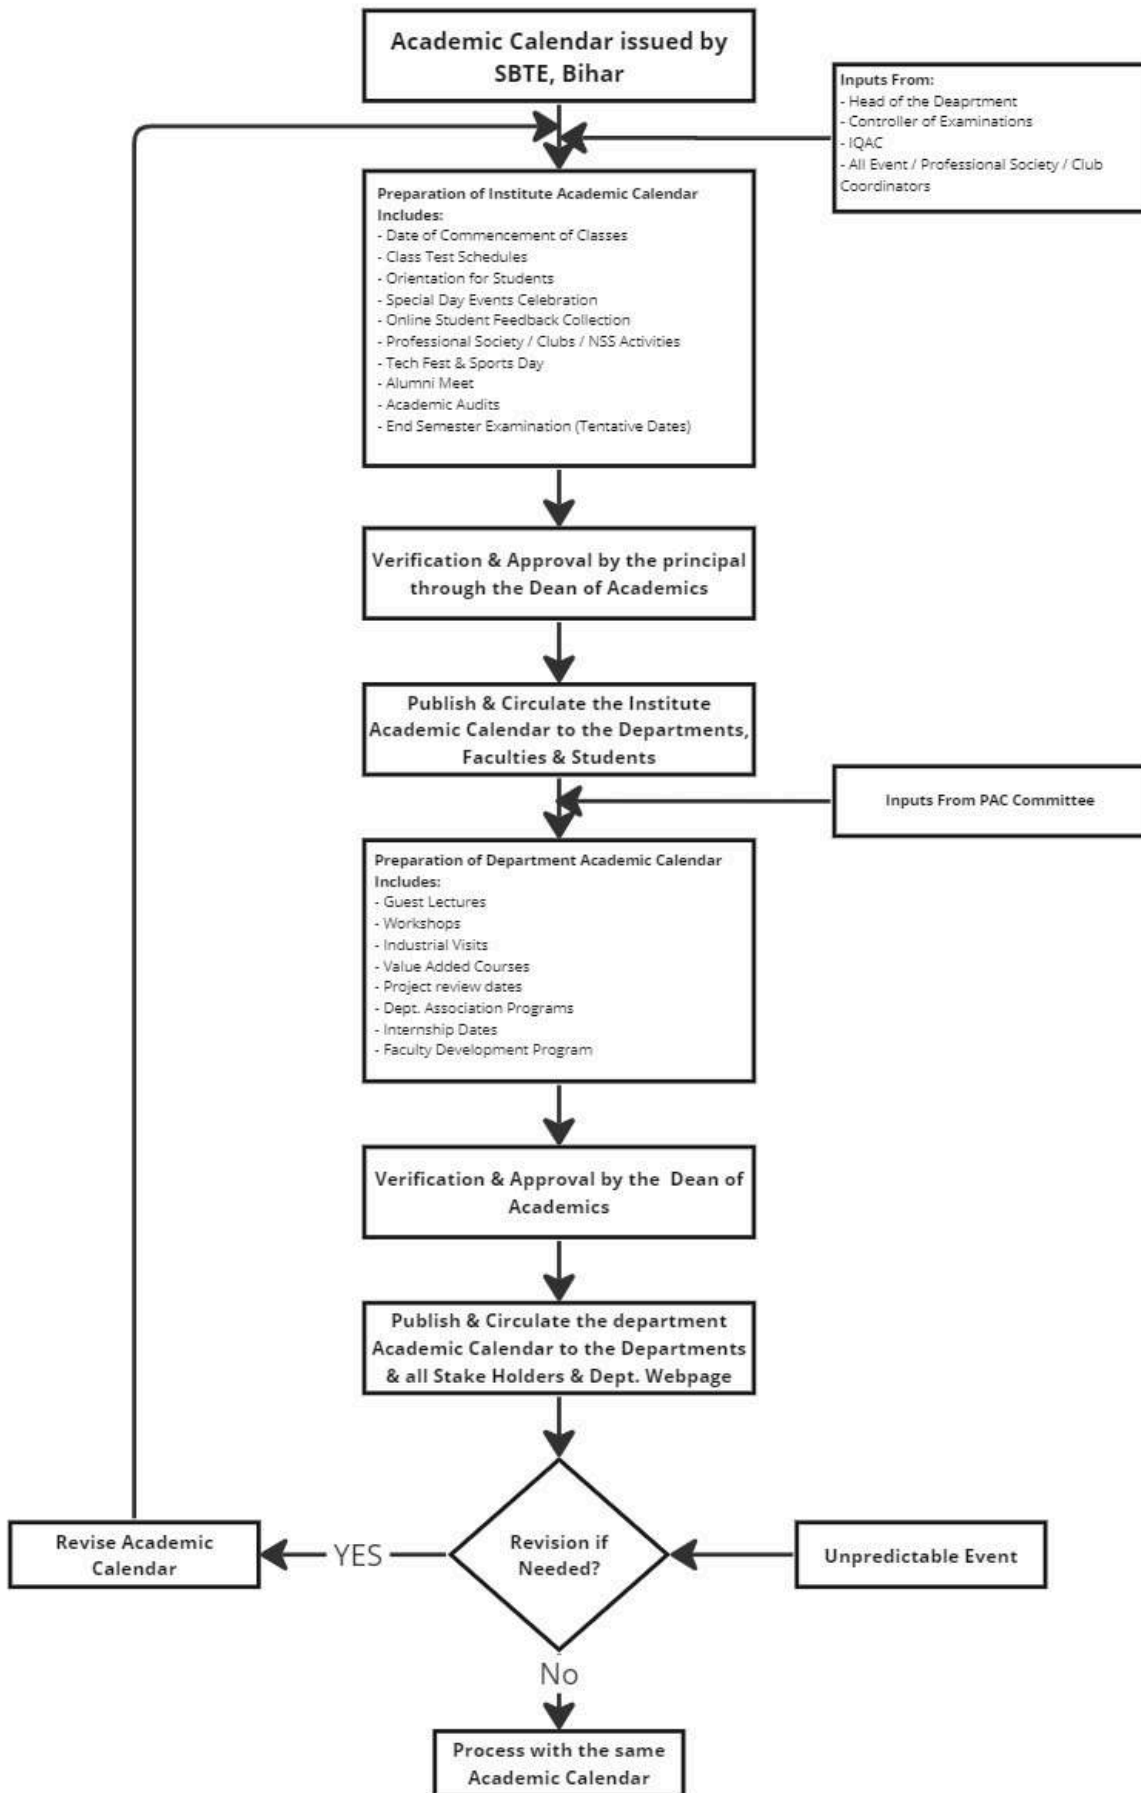 Academic Calendar issued by
SBTE, Bihar
Inputs From:
- Head of the Deaprtment
- Controller of Examinations
- IQAC
- All Event / Professional Society / Club
Coordinators
Preparation of Institute Academic Calendar
Includes:
- Date of Commencement of Classes
- Class Test Schedules
- Orientation for Students
- Special Day Events Celebration
- Online Student Feedback Collection
- Professional Society / Clubs / NSS Activities
- Tech Fest & Sports Day
- Alumni Meet
- Academic Audits
- End Semester Examination (Tentative Dates)
Verification & Approval by the principal
through the Dean of Academics
Publish & Circulate the Institute
Academic Calendar to the Departments,
Faculties & Students
Inputs From PAC Committee
Preparation of Department Academic Calendar
Includes:
- Guest Lectures
- Workshops
- Industrial Visits
- Value Added Courses
- Project review dates
- Dept. Association Programs
- Internship Dates
- Faculty Development Program
Verification & Approval by the Dean of
Academics
Publish & Circulate the department
Academic Calendar to the Departments
& all Stake Holders & Dept. Webpage
Revise Academic
Calendar
YES
Revision if
Needed?
Unpredictable Event
No
Process with the same
Academic Calendar